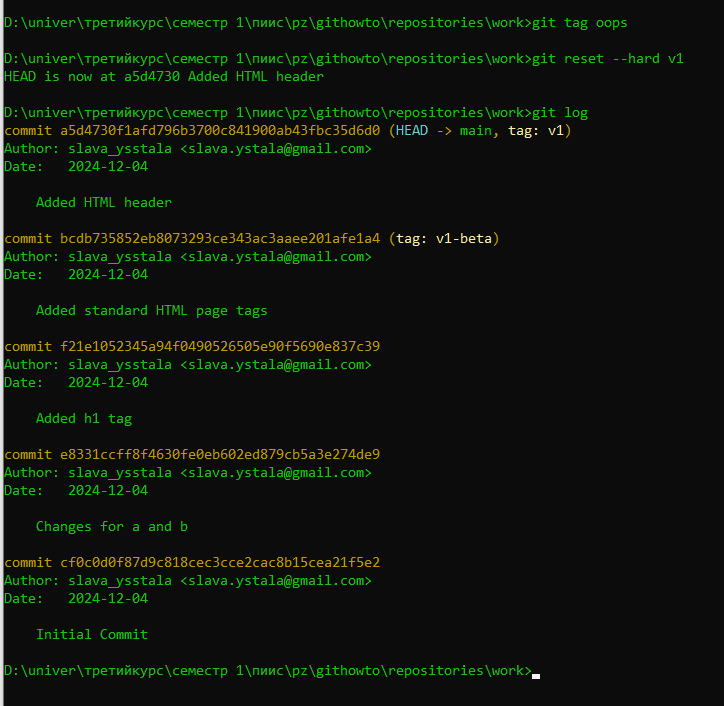 D:\univer\третийкурс\семестр 1\пиис\pz\githowto\repositories\work>git tag oops
D:\univer\третийкурс\семестр 1\пиис\pz\githowto\repositories\work>git reset --hard v1
HEAD is now at a5d4730 Added HTML header
D:\univer\третийкурс\семестр 1\пиис\pz\githowto\repositories\work>git log
commit a5d4730f1afd796b3700c841900ab43fbc35d6d0 (HEAD -> main, tag: v1)
Author: slava_ysstala <slava.ystala@gmail.com>
Date:   2024-12-04
Added HTML header
commit bcdb735852eb8073293ce343ac3aaee201afe1a4 (tag: v1-beta)
Author: slava_ysstala <slava.ystala@gmail.com>
Date:   2024-12-04
Added standard HTML page tags
commit f21e1052345a94f0490526505e90f5690e837c39
Author: slava_ysstala <slava.ystala@gmail.com>
Date:   2024-12-04
Added h1 tag
commit e8331ccff8f4630fe0eb602ed879cb5a3e274de9
Author: slava_ysstala <slava.ystala@gmail.com>
Date:   2024-12-04
Changes for a and b
commit cf0c0d0f87d9c818cec3cce2cac8b15cea21f5e2
Author: slava_ysstala <slava.ystala@gmail.com>
Date:   2024-12-04
Initial Commit
D:\univer\третийкурс\семестр 1\пиис\pz\githowto\repositories\work>